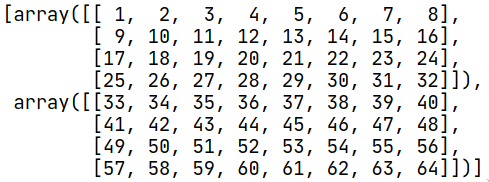 [array([[ 1,  2,  3,  4,  5,  6,  7,  8],
       [ 9, 10, 11, 12, 13, 14, 15, 16],
       [17, 18, 19, 20, 21, 22, 23, 24],
       [25, 26, 27, 28, 29, 30, 31, 32]]),
 array([[33, 34, 35, 36, 37, 38, 39, 40],
       [41, 42, 43, 44, 45, 46, 47, 48],
       [49, 50, 51, 52, 53, 54, 55, 56],
       [57, 58, 59, 60, 61, 62, 63, 64]])]